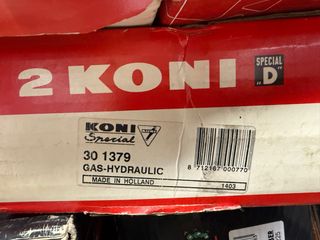 2 KONI SPECIAL "D"
KONI
Special
30 1379
GAS-HYDRAULIC
MADE IN HOLLAND
8 712167 000770
1403